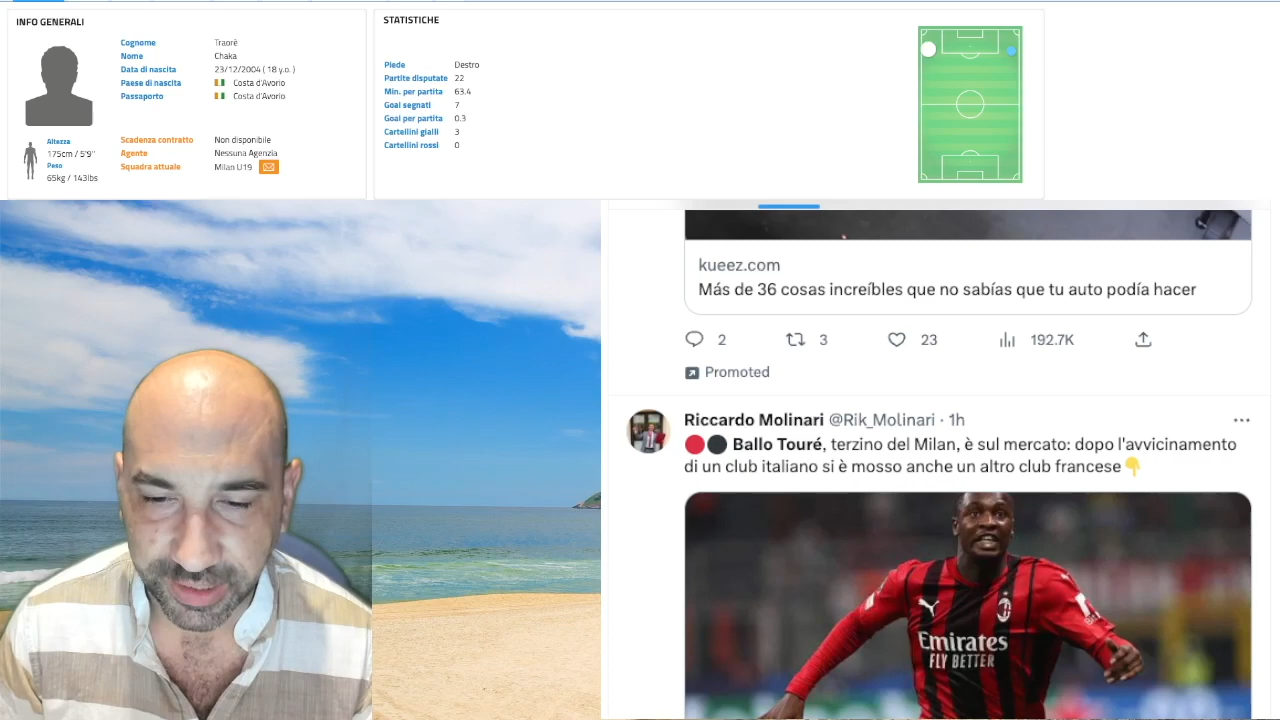 INFO GENERALI
Cognome Traorè
Nome Chaka
Data di nascita 23/12/2004 ( 18 y.o. )
Paese di nascita Costa d'Avorio
Passaporto Costa d'Avorio
Altezza
175cm / 5'9''
Peso
65kg / 143lbs
Scadenza contratto Non disponibile
Agente Nessuna Agenzia
Squadra attuale Milan U19
STATISTICHE
Piede Destro
Partite disputate 22
Min. per partita 63.4
Goal segnati 7
Goal per partita 0.3
Cartellini gialli 3
Cartellini rossi 0
kueez.com
Más de 36 cosas increíbles que no sabías que tu auto podía hacer
2 3 23 192.7K
Promoted
Riccardo Molinari @Rik_Molinari · 1h
🔴⚫ Ballo Touré, terzino del Milan, è sul mercato: dopo l'avvicinamento
di un club italiano si è mosso anche un altro club francese👇
Emirates
FLY BETTER